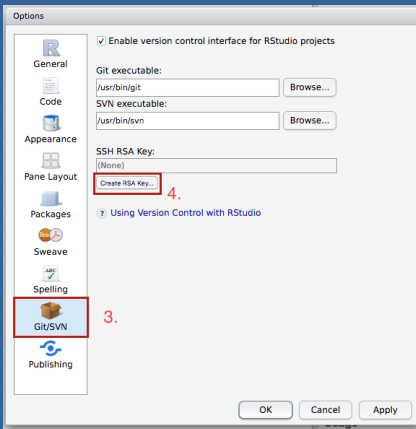 Options
General
Code
Appearance
Pane Layout
Packages
Sweave
ABC
Spelling
Git/SVN
3.
Publishing
Enable version control interface for RStudio projects
Git executable:
/usr/bin/git
Browse...
SVN executable:
/usr/bin/svn
Browse...
SSH RSA Key:
(None)
Create RSA Key...
4.
? Using Version Control with RStudio
OK Cancel Apply